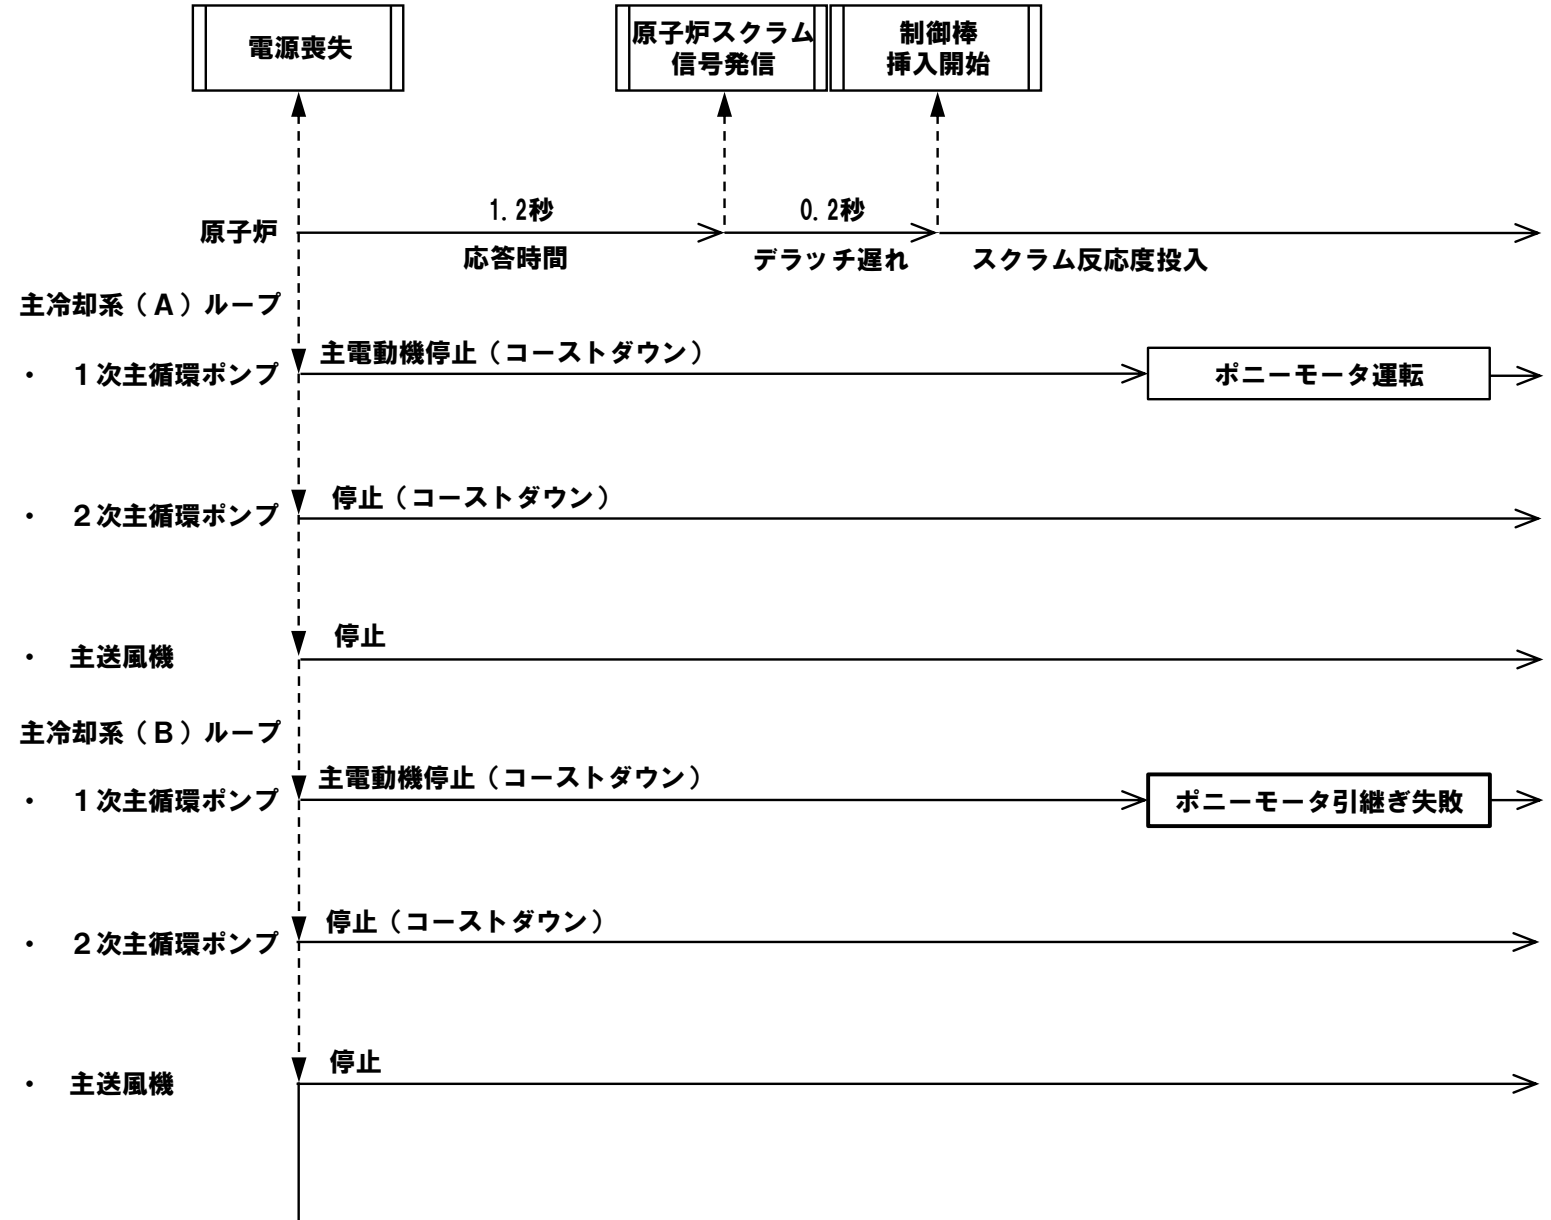 電源喪失
原子炉スクラム
信号発信
制御棒
挿入開始
原子炉
1.2秒
0.2秒
応答時間
デラッチ遅れ
スクラム反応度投入
主冷却系（Ａ）ループ
・ １次主循環ポンプ
主電動機停止（コーストダウン）
ポニーモータ運転
・ ２次主循環ポンプ
停止（コーストダウン）
・ 主送風機
停止
主冷却系（Ｂ）ループ
・ １次主循環ポンプ
主電動機停止（コーストダウン）
ポニーモータ引継ぎ失敗
・ ２次主循環ポンプ
停止（コーストダウン）
・ 主送風機
停止